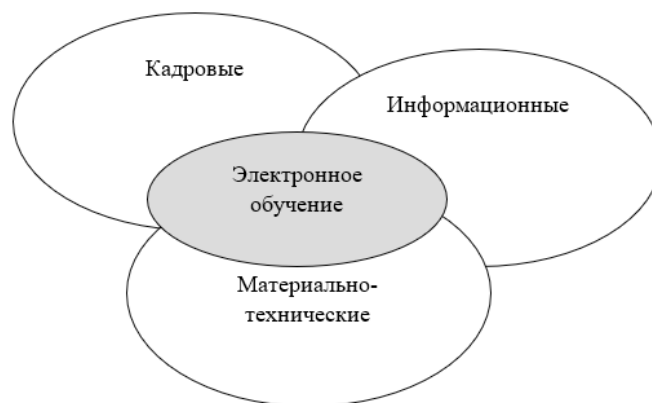 Кадровые
Информационные
Электронное
обучение
Материально-
технические